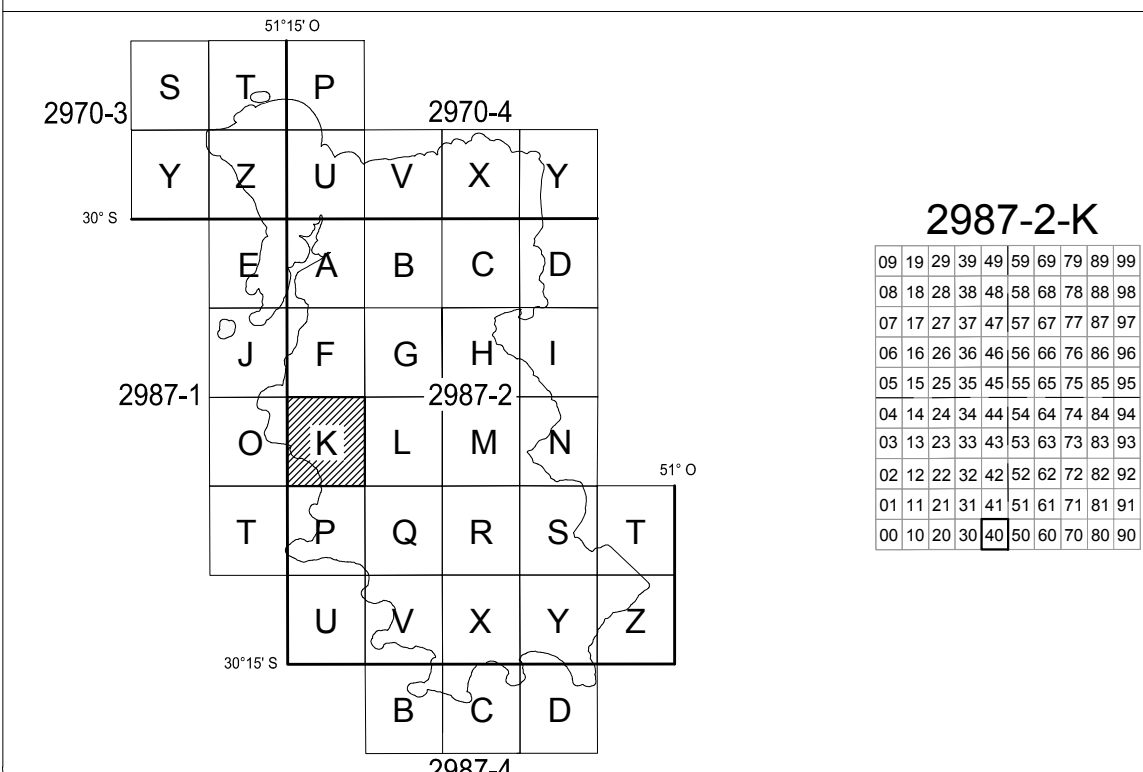 51°15' O
S T P
2970-3 2970-4
Y Z U V X Y
30° S
E A B C D
J F G H I
2987-1 2987-2
O K L M N
51° O
T P Q R S T
U V X Y Z
30°15' S
B C D
2987-4
2987-2-K
09 19 29 39 49 59 69 79 89 99
08 18 28 38 48 58 68 78 88 98
07 17 27 37 47 57 67 77 87 97
06 16 26 36 46 56 66 76 86 96
05 15 25 35 45 55 65 75 85 95
04 14 24 34 44 54 64 74 84 94
03 13 23 33 43 53 63 73 83 93
02 12 22 32 42 52 62 72 82 92
01 11 21 31 41 51 61 71 81 91
00 10 20 30 40 50 60 70 80 90